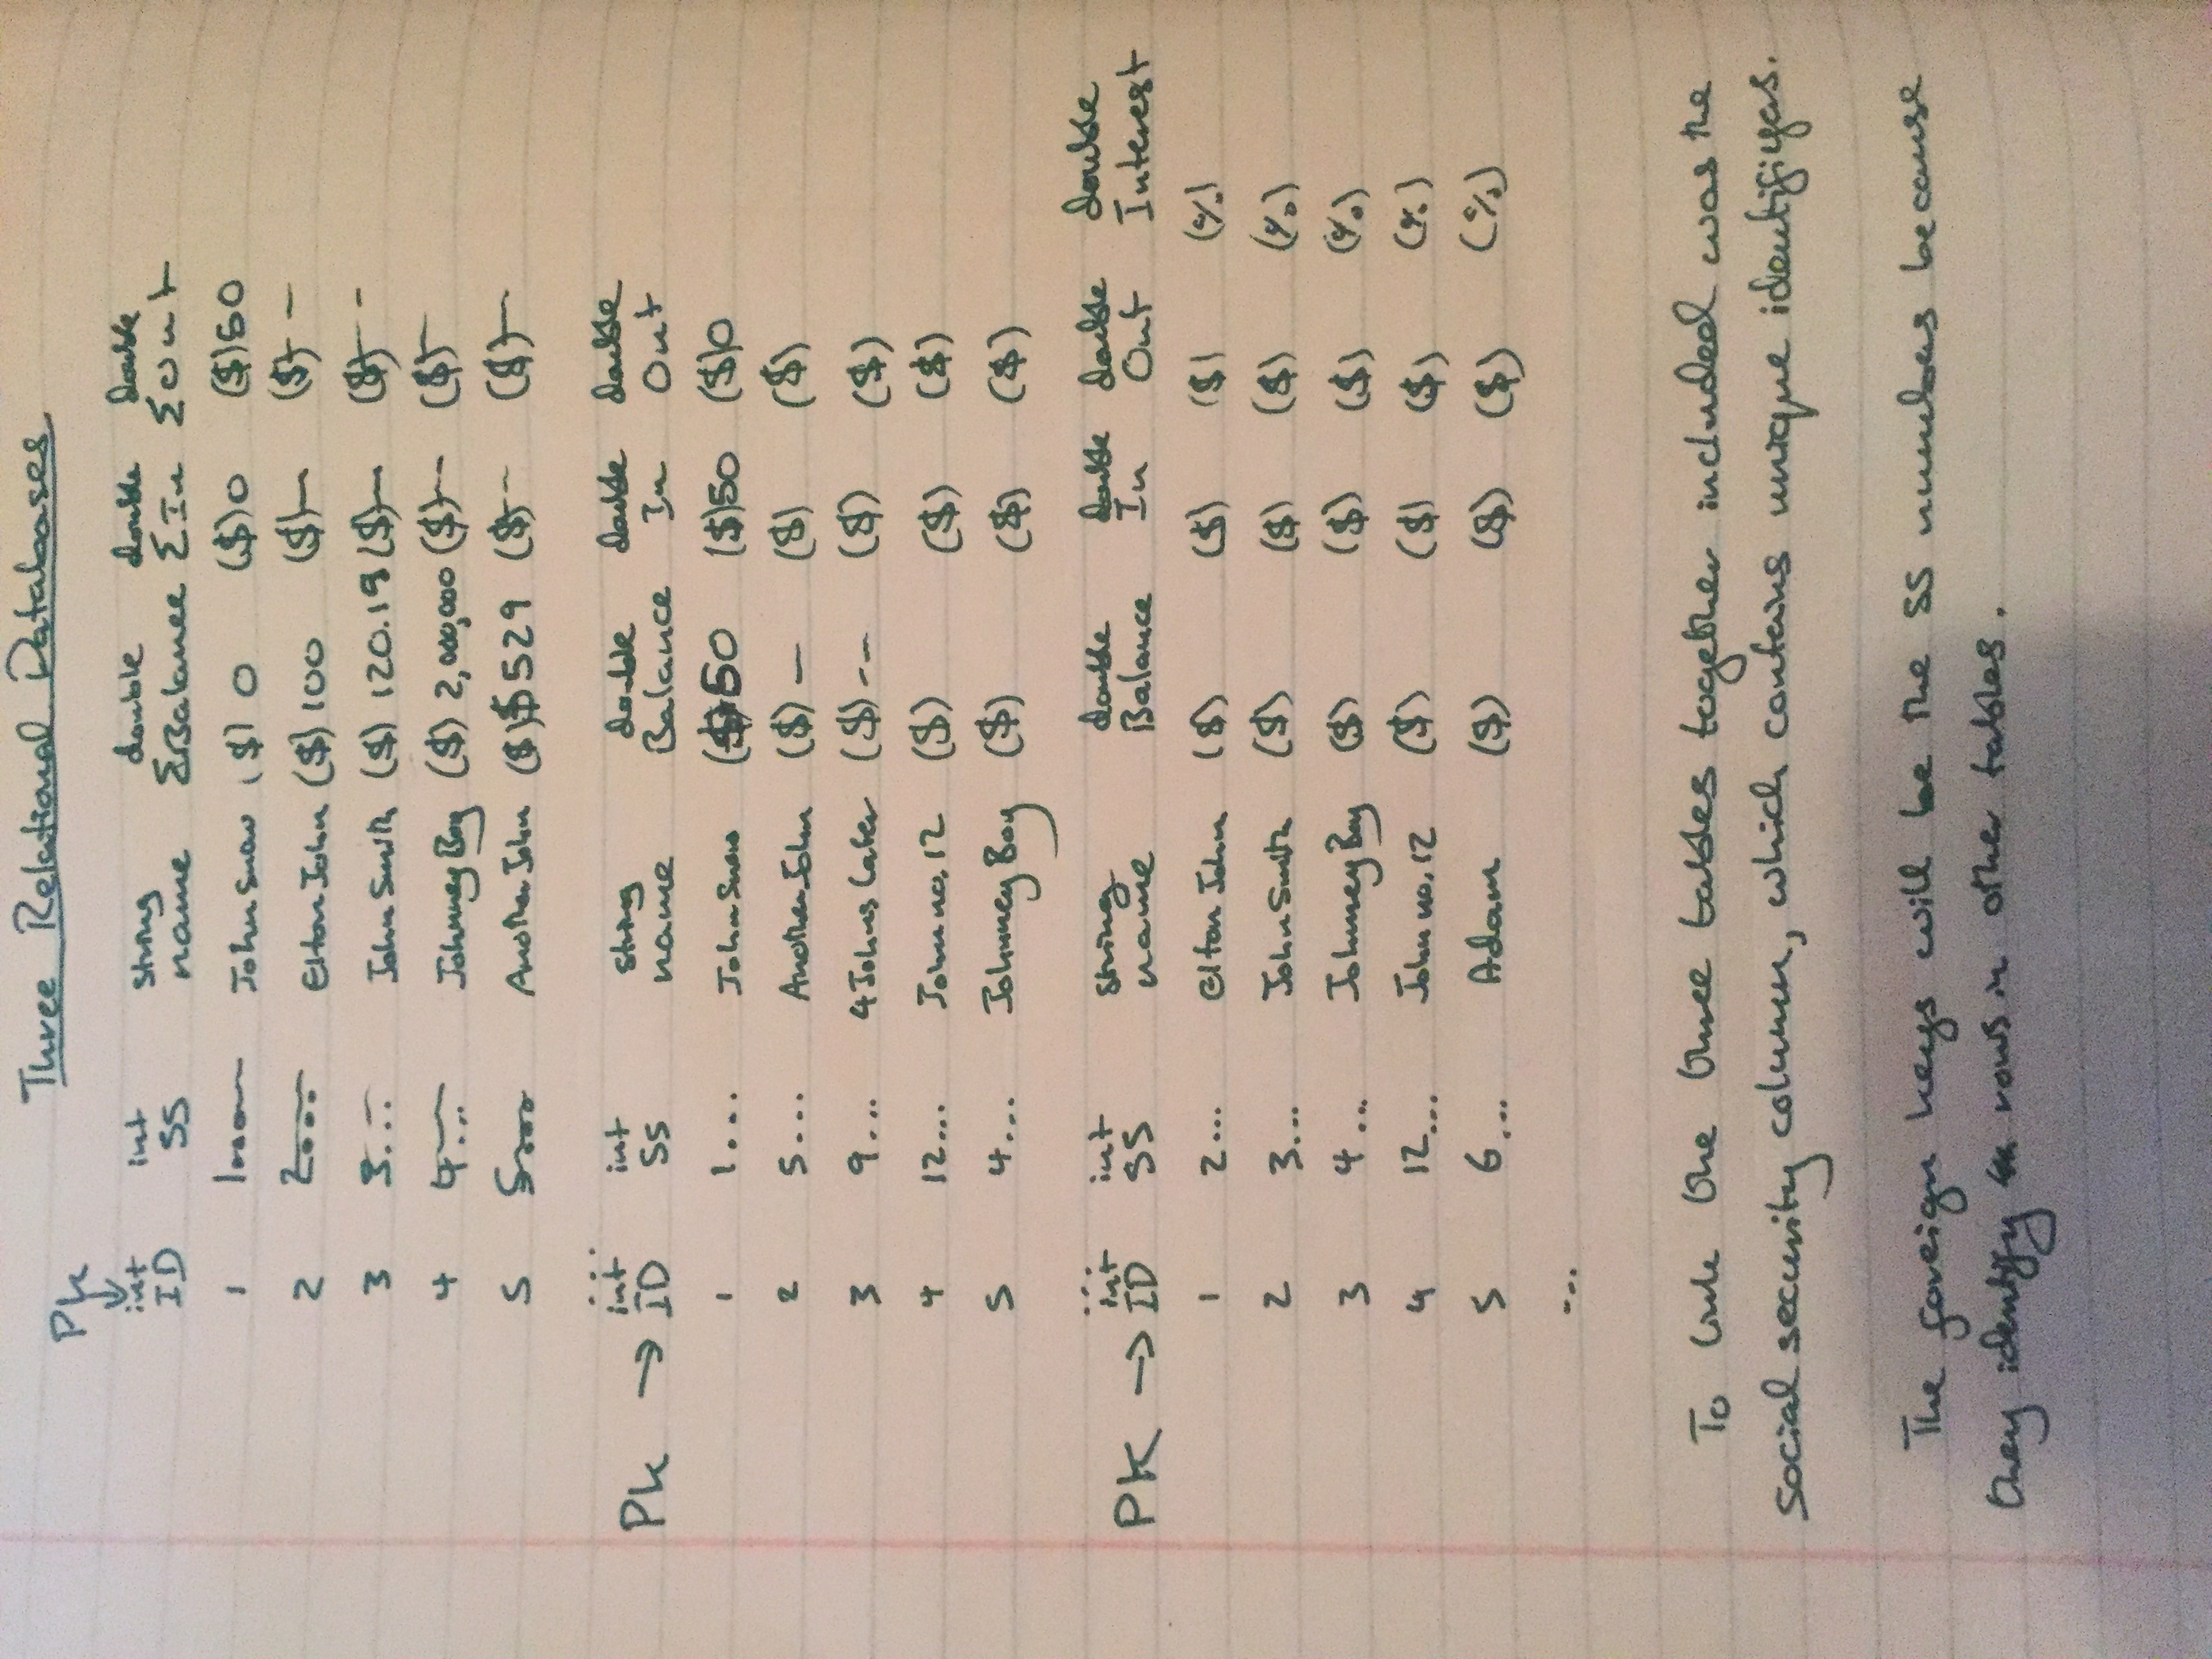 Three Relational Databases
Pk
int int string double double double
ID SS name ΣBalance ΣIn ΣOut
1 1 John Snow ($) 0 ($) 0 ($) 50
2 2.... Elton John ($) 100 ($) — ($) —
3 3... John Smith ($) 120.19 ($) — ($) --
4 4... Johnney Boy ($) 2,000,000 ($) -- ($) —
5 5 Another John ($) $529 ($) -- ($) —
...
int int string double double double
Pk → ID SS name Balance In Out
1 1... John Snow 50 ($) 50 ($) 0
2 5... Another John ($) — ($) ($)
3 9... 4 Johns Later ($) -- ($) ($)
4 12... John no. 12 ($) ($) ($)
5 4... Johnney Boy ($) ($) ($)
...
int int string double double double double
PK → ID SS name Balance In Out Interest
1 2... Elton John ($) ($) ($) (%)
2 3... John Smith ($) ($) ($) (%)
3 4... Johnney Boy ($) ($) ($) (%)
4 12... John no. 12 ($) ($) ($) (%)
5 6... Adam ($) ($) ($) (%)
...
To link the three tables together included was the
social security column, which contains unique identifiyas.
The foreign keys will be the SS numbers because
they identify rows in other tables.